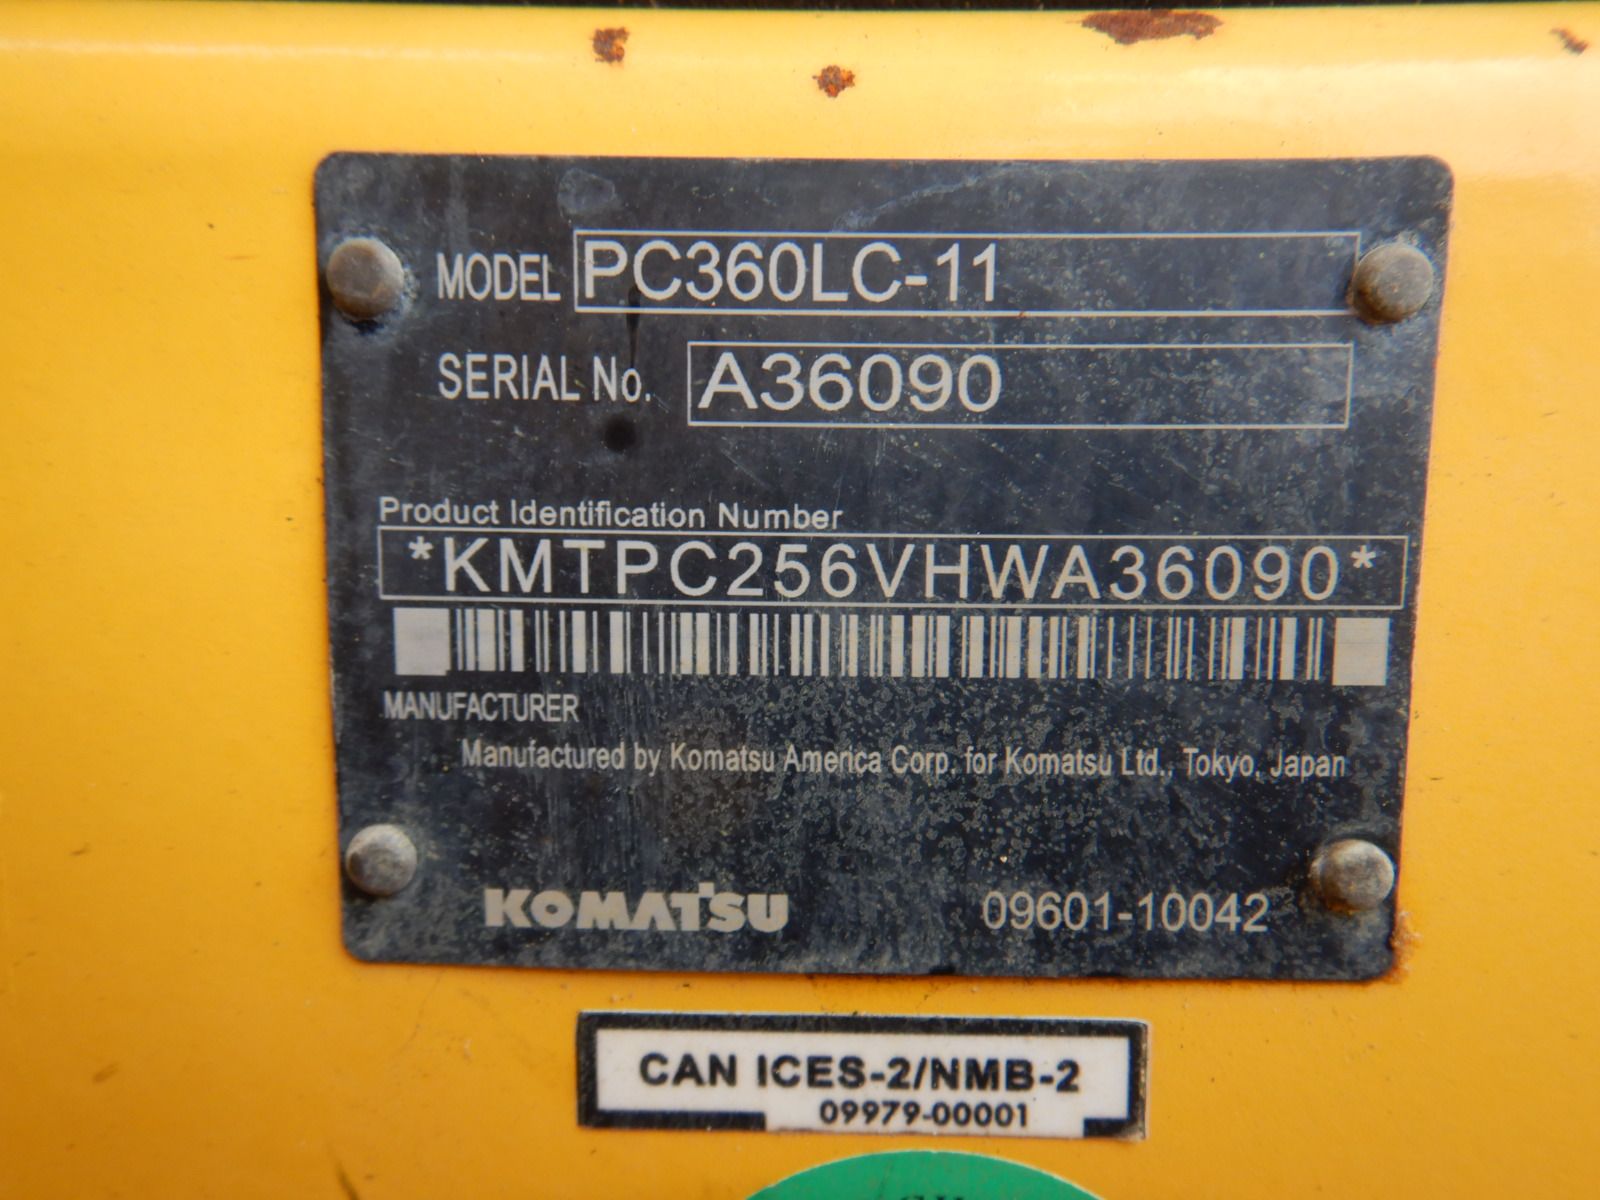 MODEL PC360LC-11
SERIAL No. A36090
Product Identification Number
*KMTPC256VHWA36090*
MANUFACTURER
Manufactured by Komatsu America Corp. for Komatsu Ltd., Tokyo, Japan
KOMATSU 09601-10042
CAN ICES-2/NMB-2
09979-00001